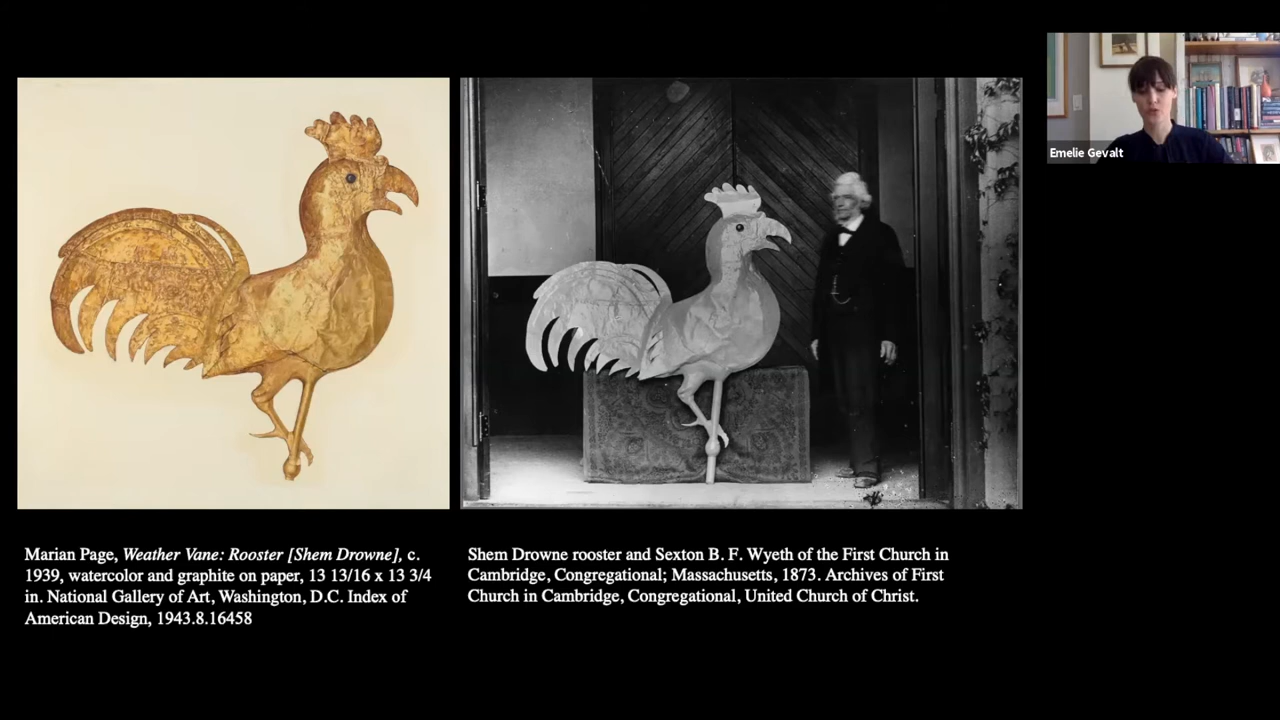 Emelie Gevalt
Marian Page, Weather Vane: Rooster [Shem Drowne], c.
1939, watercolor and graphite on paper, 13 13/16 x 13 3/4
in. National Gallery of Art, Washington, D.C. Index of
American Design, 1943.8.16458
Shem Drowne rooster and Sexton B. F. Wyeth of the First Church in
Cambridge, Congregational; Massachusetts, 1873. Archives of First
Church in Cambridge, Congregational, United Church of Christ.